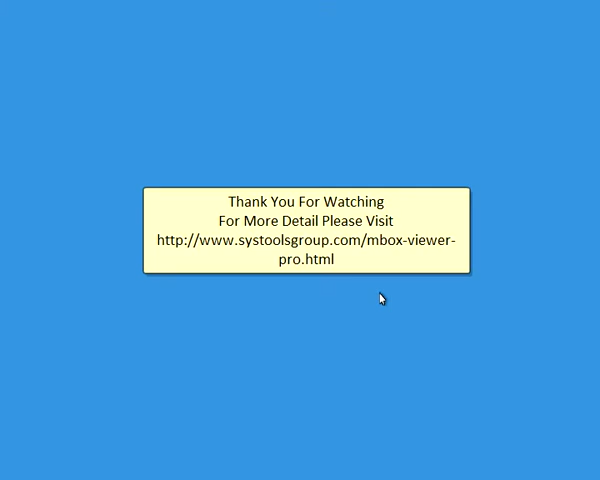 Thank You For Watching
For More Detail Please Visit
http://www.systoolsgroup.com/mbox-viewer-
pro.html